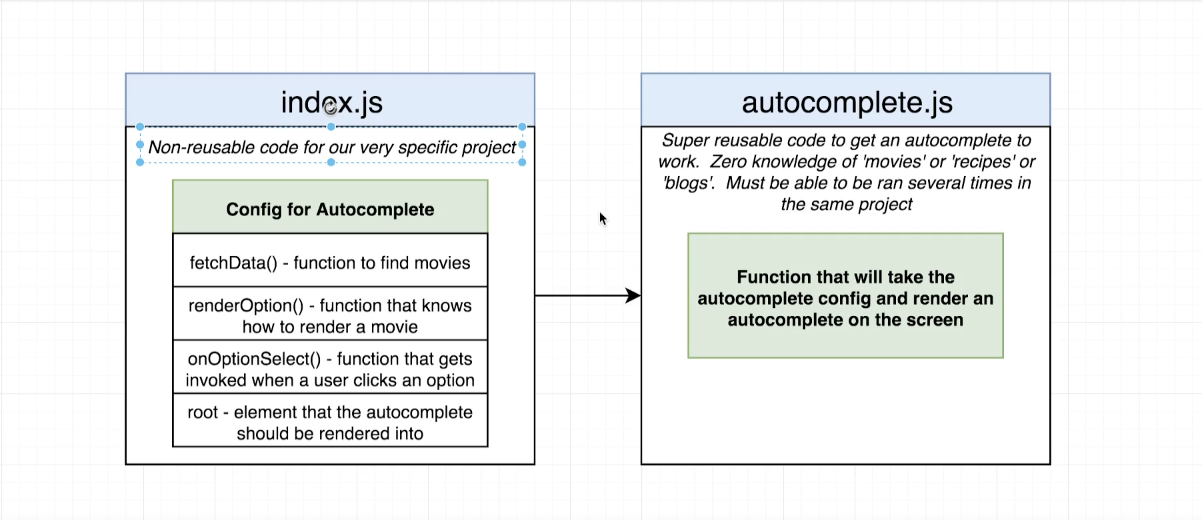 index.js
Non-reusable code for our very specific project
Config for Autocomplete
fetchData() - function to find movies
renderOption() - function that knows
how to render a movie
onOptionSelect() - function that gets
invoked when a user clicks an option
root - element that the autocomplete
should be rendered into
autocomplete.js
Super reusable code to get an autocomplete to
work.  Zero knowledge of 'movies' or 'recipes' or
'blogs'.  Must be able to be ran several times in
the same project
Function that will take the
autocomplete config and render an
autocomplete on the screen